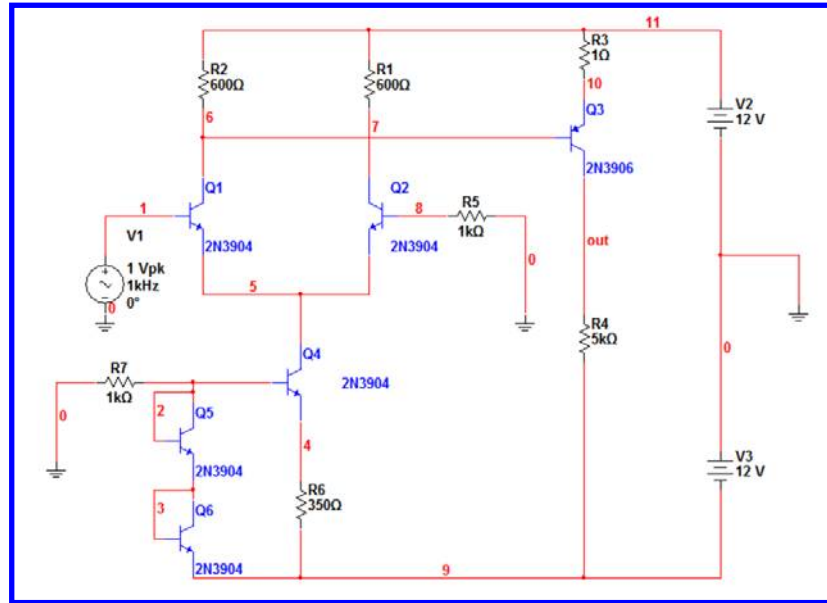 11
R3
1Ω
R2
600Ω
R1
600Ω
10
V2
12 V
6
7
Q3
2N3906
Q1
Q2
R5
1kΩ
1
8
V1
2N3904
2N3904
out
0
1 Vpk
1kHz
0°
0
5
R4
5kΩ
0
Q4
R7
1kΩ
2N3904
0
2
Q5
4
V3
12 V
2N3904
R6
350Ω
3
Q6
2N3904
9